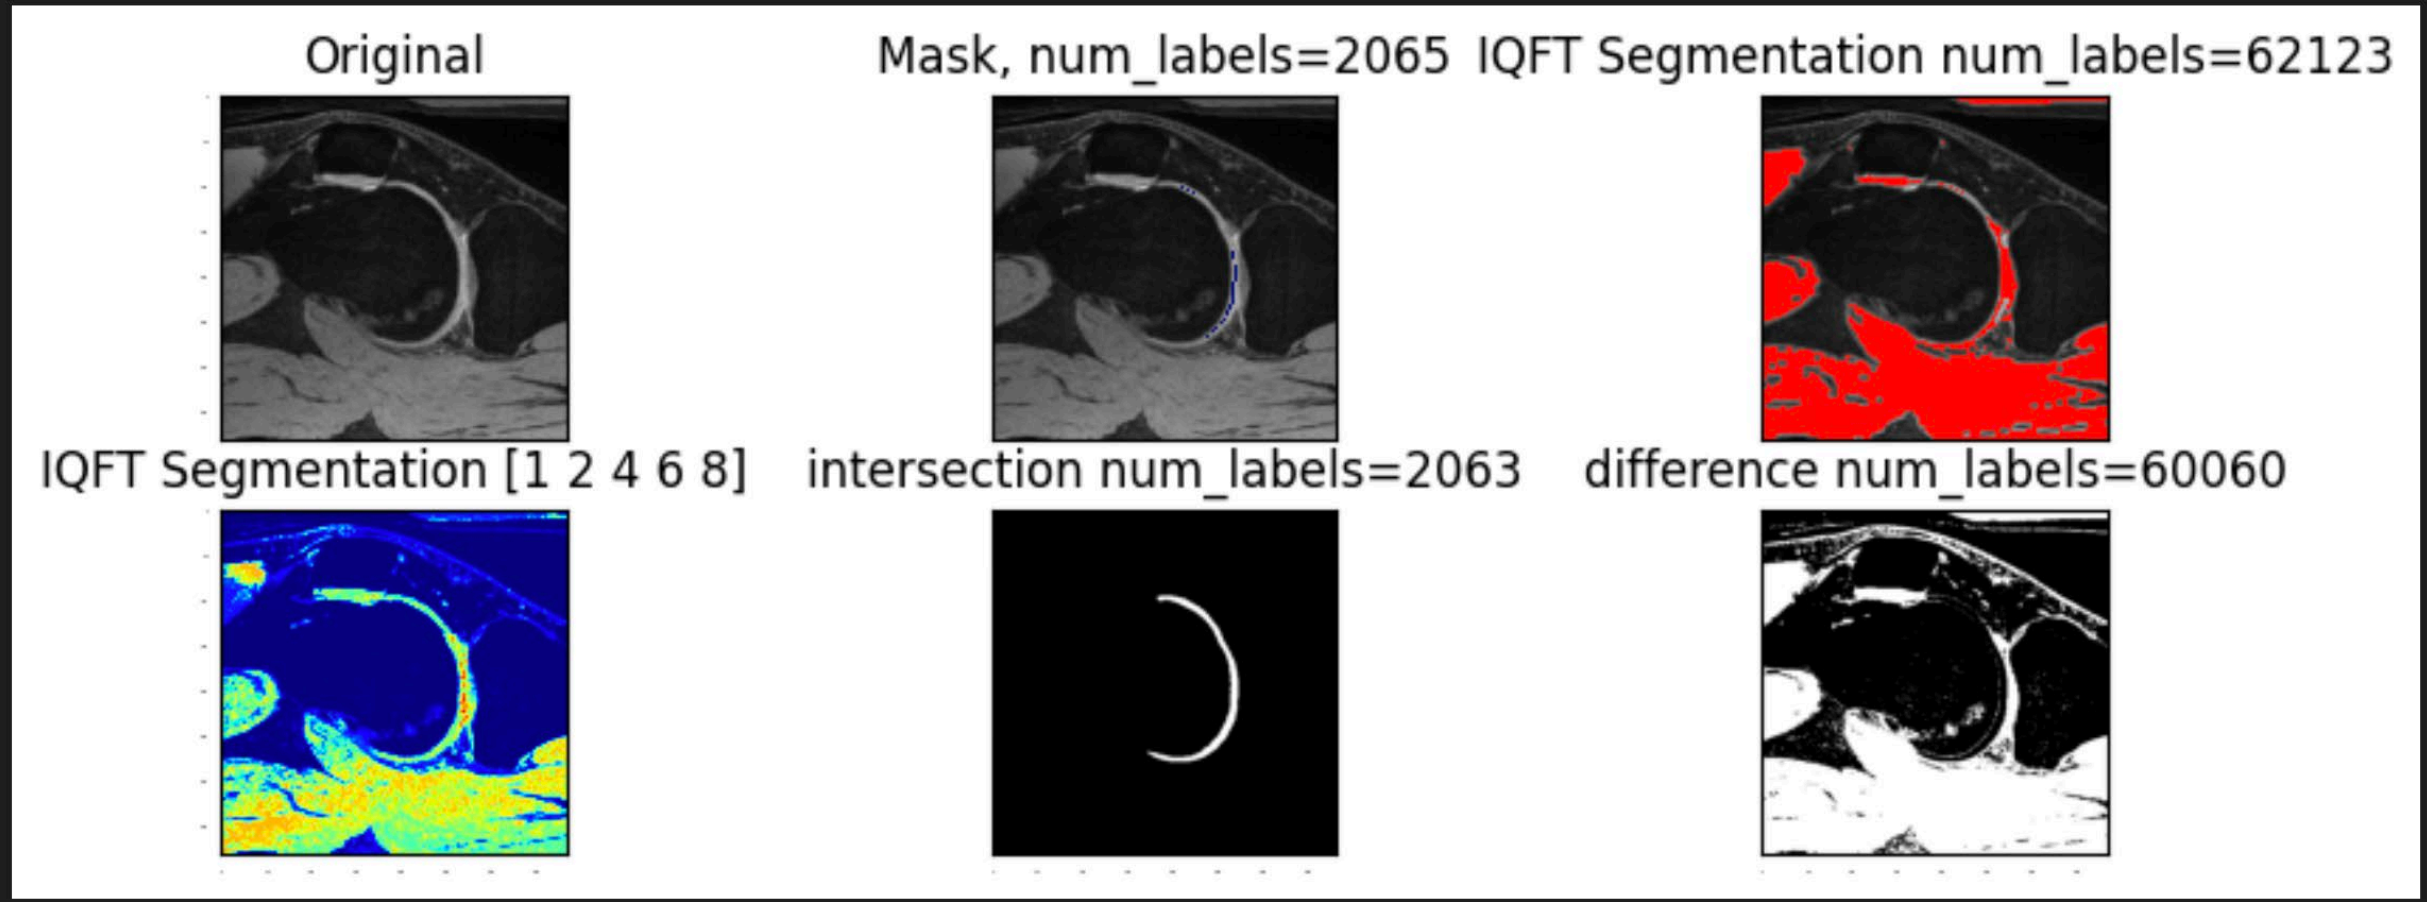 Original
Mask, num_labels=2065
IQFT Segmentation num_labels=62123
IQFT Segmentation [1 2 4 6 8]
intersection num_labels=2063
difference num_labels=60060